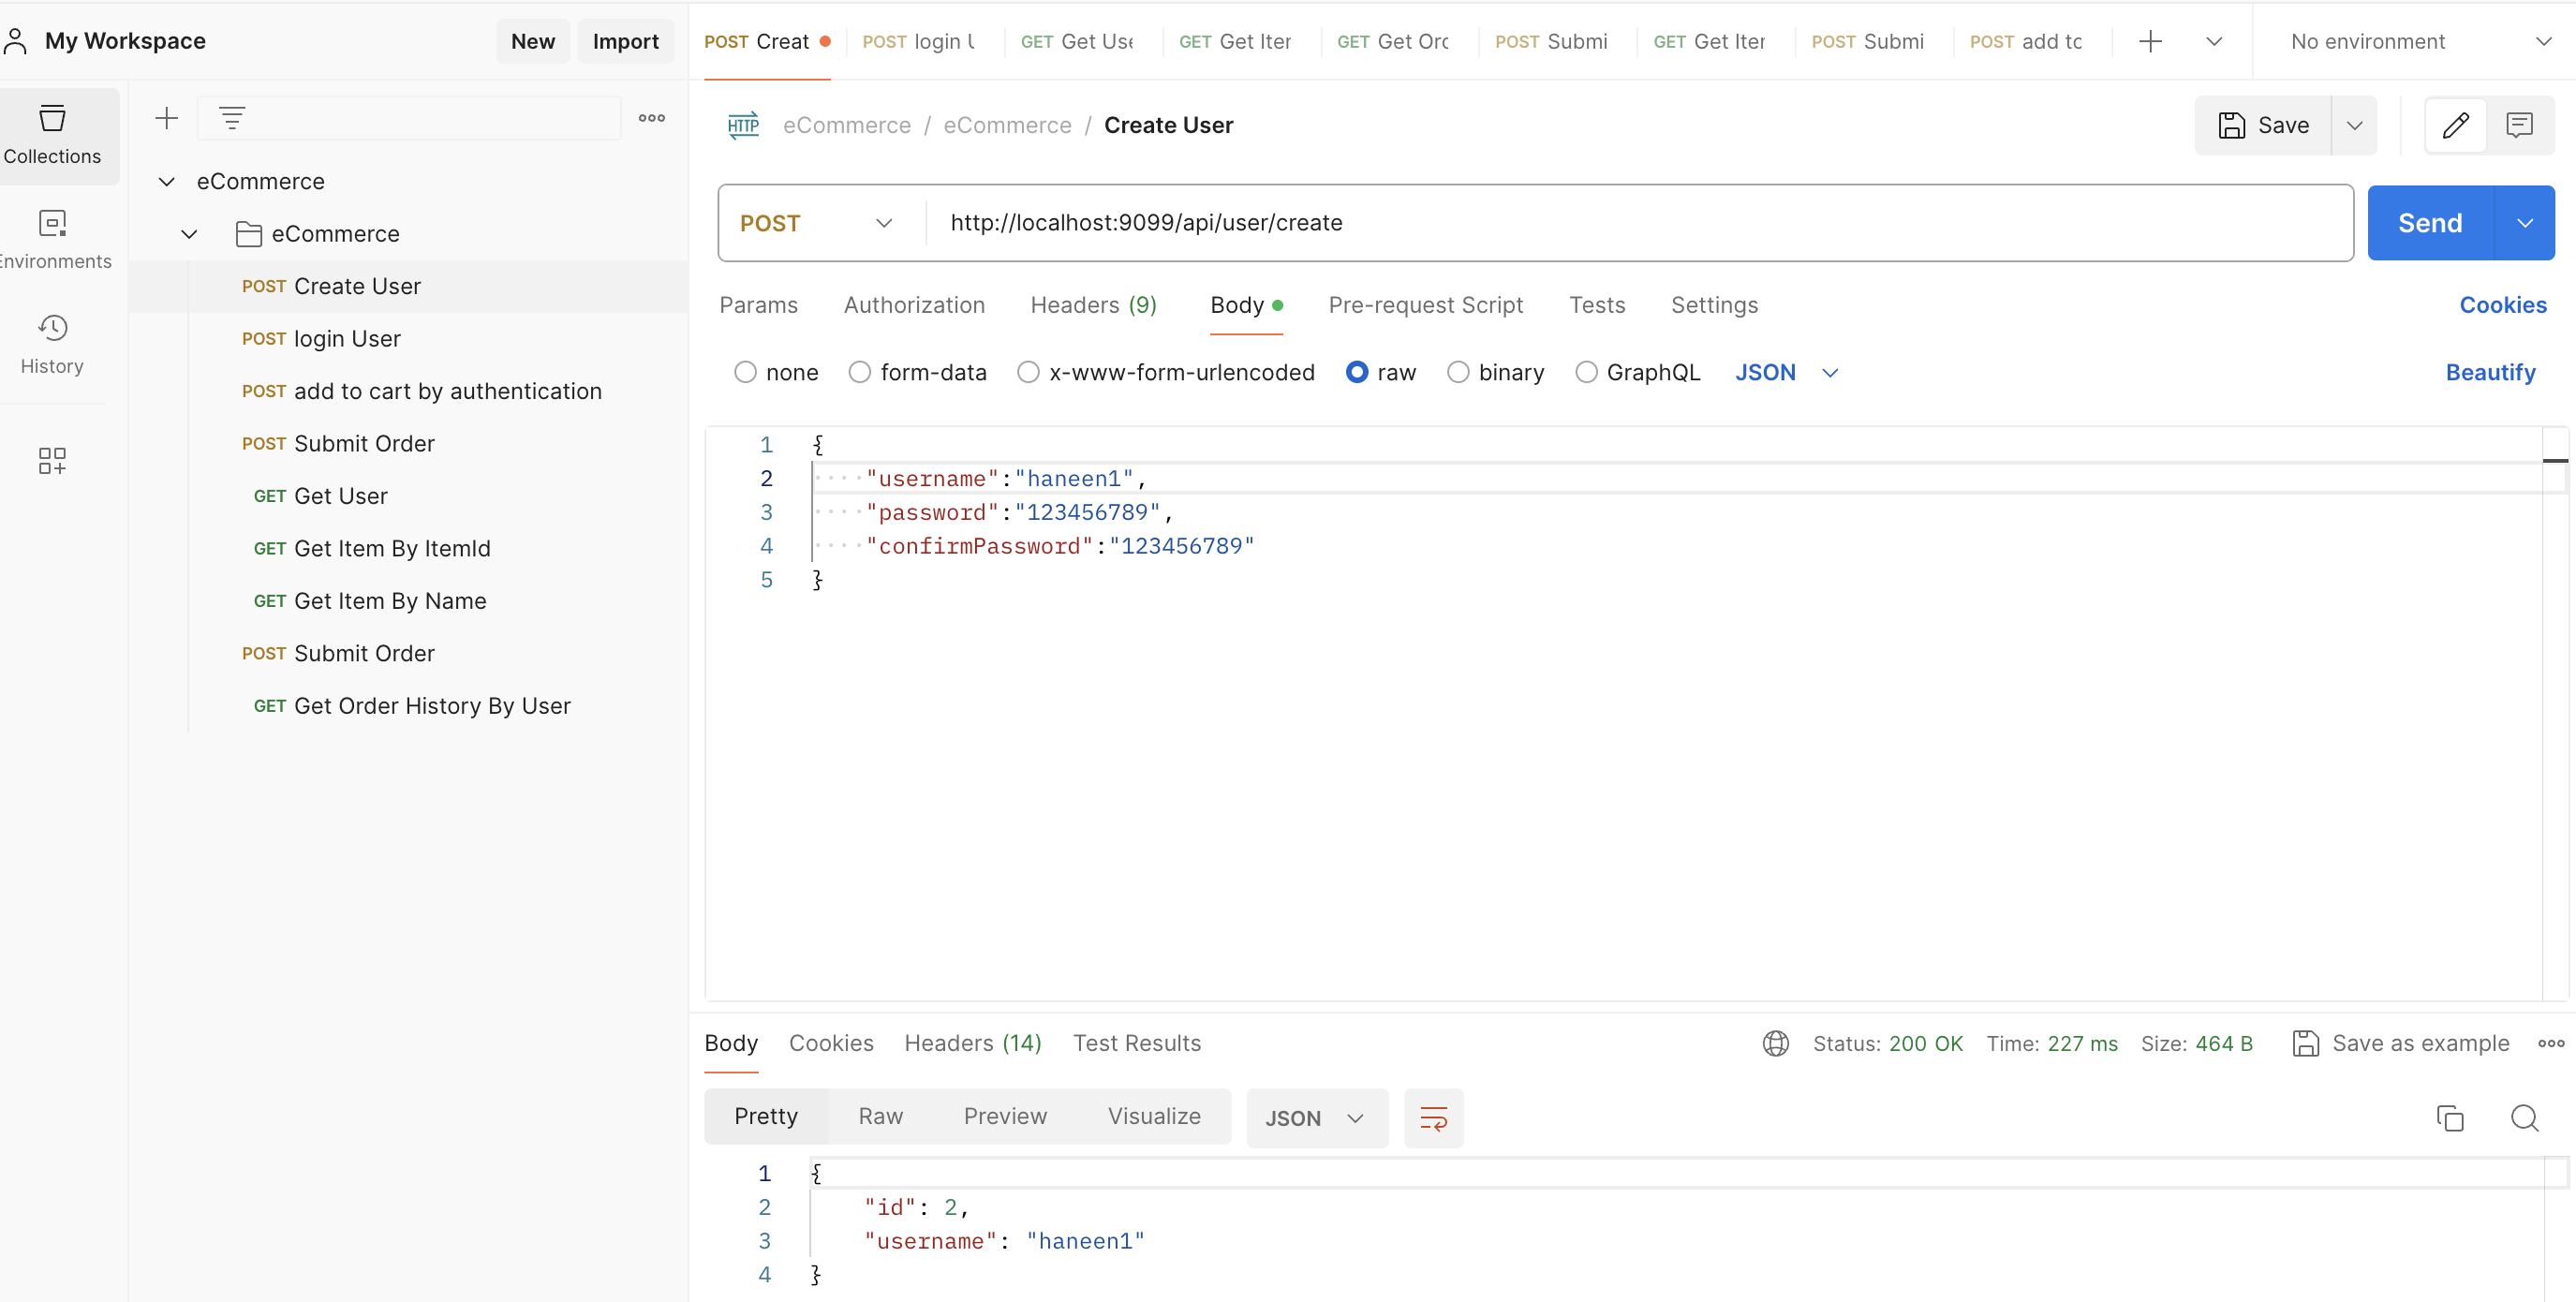 My Workspace
New
Import
POST Creat
POST login U
GET Get Use
GET Get Iter
GET Get Orc
POST Submi
GET Get Iter
POST Submi
POST add tc
No environment
Collections
Environments
History
eCommerce
eCommerce
POST Create User
POST login User
POST add to cart by authentication
POST Submit Order
GET Get User
GET Get Item By ItemId
GET Get Item By Name
POST Submit Order
GET Get Order History By User
HTTP eCommerce / eCommerce / Create User
Save
POST http://localhost:9099/api/user/create
Send
Params Authorization Headers (9) Body Pre-request Script Tests Settings Cookies
none form-data x-www-form-urlencoded raw binary GraphQL JSON Beautify
1 {
2 "username":"haneen1",
3 "password":"123456789",
4 "confirmPassword":"123456789"
5 }
Body Cookies Headers (14) Test Results
Status: 200 OK Time: 227 ms Size: 464 B Save as example
Pretty Raw Preview Visualize JSON
1 {
2 "id": 2,
3 "username": "haneen1"
4 }